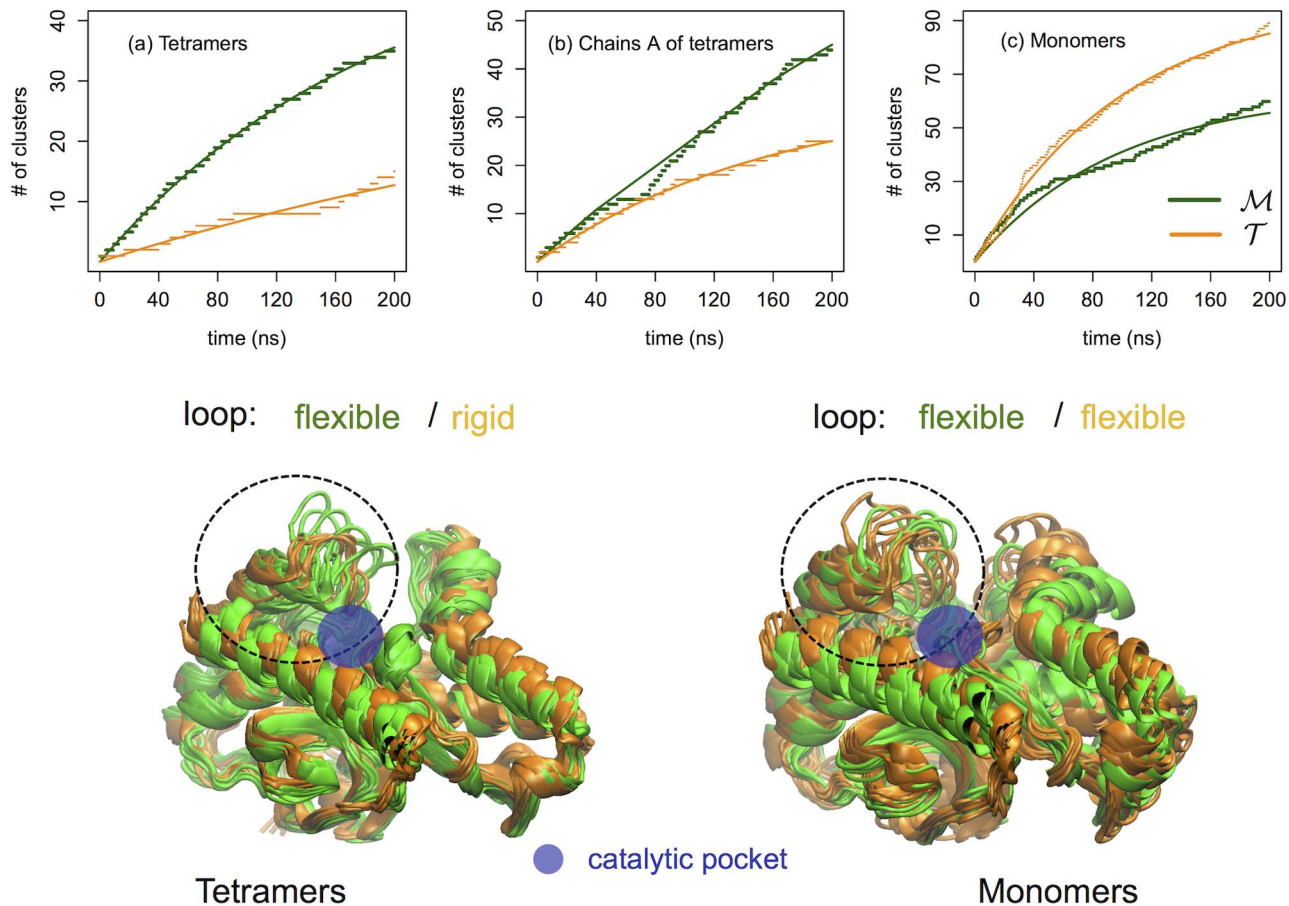 (a) Tetramers
# of clusters
40
30
20
10
0 40 80 120 160 200
time (ns)
(b) Chains A of tetramers
# of clusters
50
40
30
20
10
0 40 80 120 160 200
time (ns)
(c) Monomers
# of clusters
90
70
50
30
10
0 40 80 120 160 200
time (ns)
ℳ
𝒯
loop: flexible / rigid
loop: flexible / flexible
catalytic pocket
Tetramers
Monomers